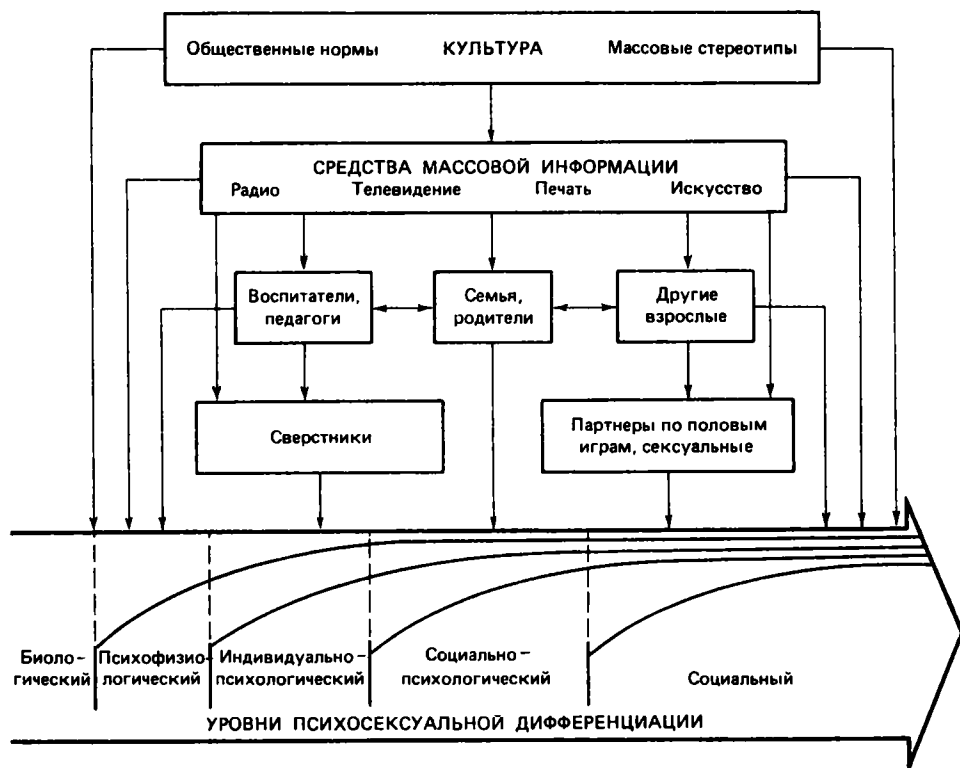 Общественные нормы КУЛЬТУРА Массовые стереотипы
СРЕДСТВА МАССОВОЙ ИНФОРМАЦИИ
Радио Телевидение Печать Искусство
Воспитатели,
педагоги
Семья,
родители
Другие
взрослые
Сверстники
Партнеры по половым
играм, сексуальные
Биоло-
гический
Психофизио-
логический
Индивидуально-
психологический
Социально-
психологический
Социальный
УРОВНИ ПСИХОСЕКСУАЛЬНОЙ ДИФФЕРЕНЦИАЦИИ